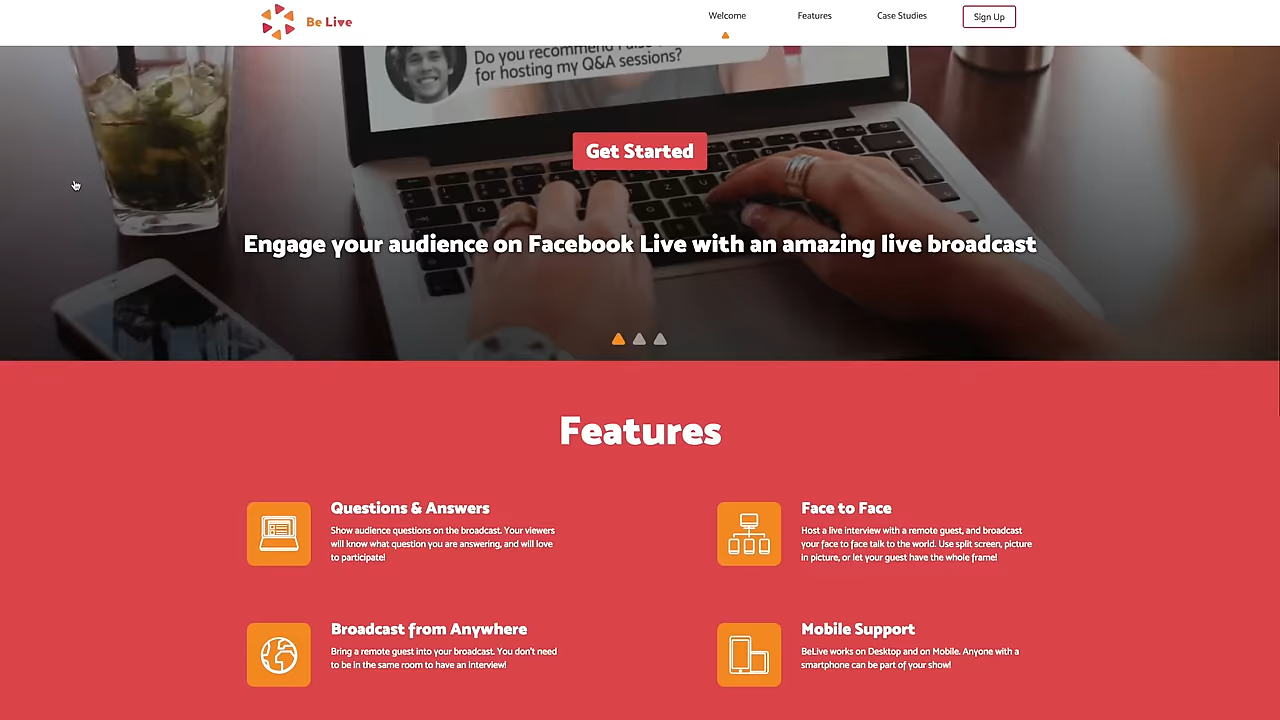 Be Live
Welcome
Features
Case Studies
Sign Up
Do you recommend
for hosting my Q&A sessions?
Get Started
Engage your audience on Facebook Live with an amazing live broadcast
Features
Questions & Answers
Show audience questions on the broadcast. Your viewers
will know what question you are answering, and will love
to participate!
Face to Face
Host a live interview with a remote guest, and broadcast
your face to face talk to the world. Use split screen, picture
in picture, or let your guest have the whole frame!
Broadcast from Anywhere
Bring a remote guest into your broadcast. You don't need
to be in the same room to have an interview!
Mobile Support
BeLive works on Desktop and on Mobile. Anyone with a
smartphone can be part of your show!